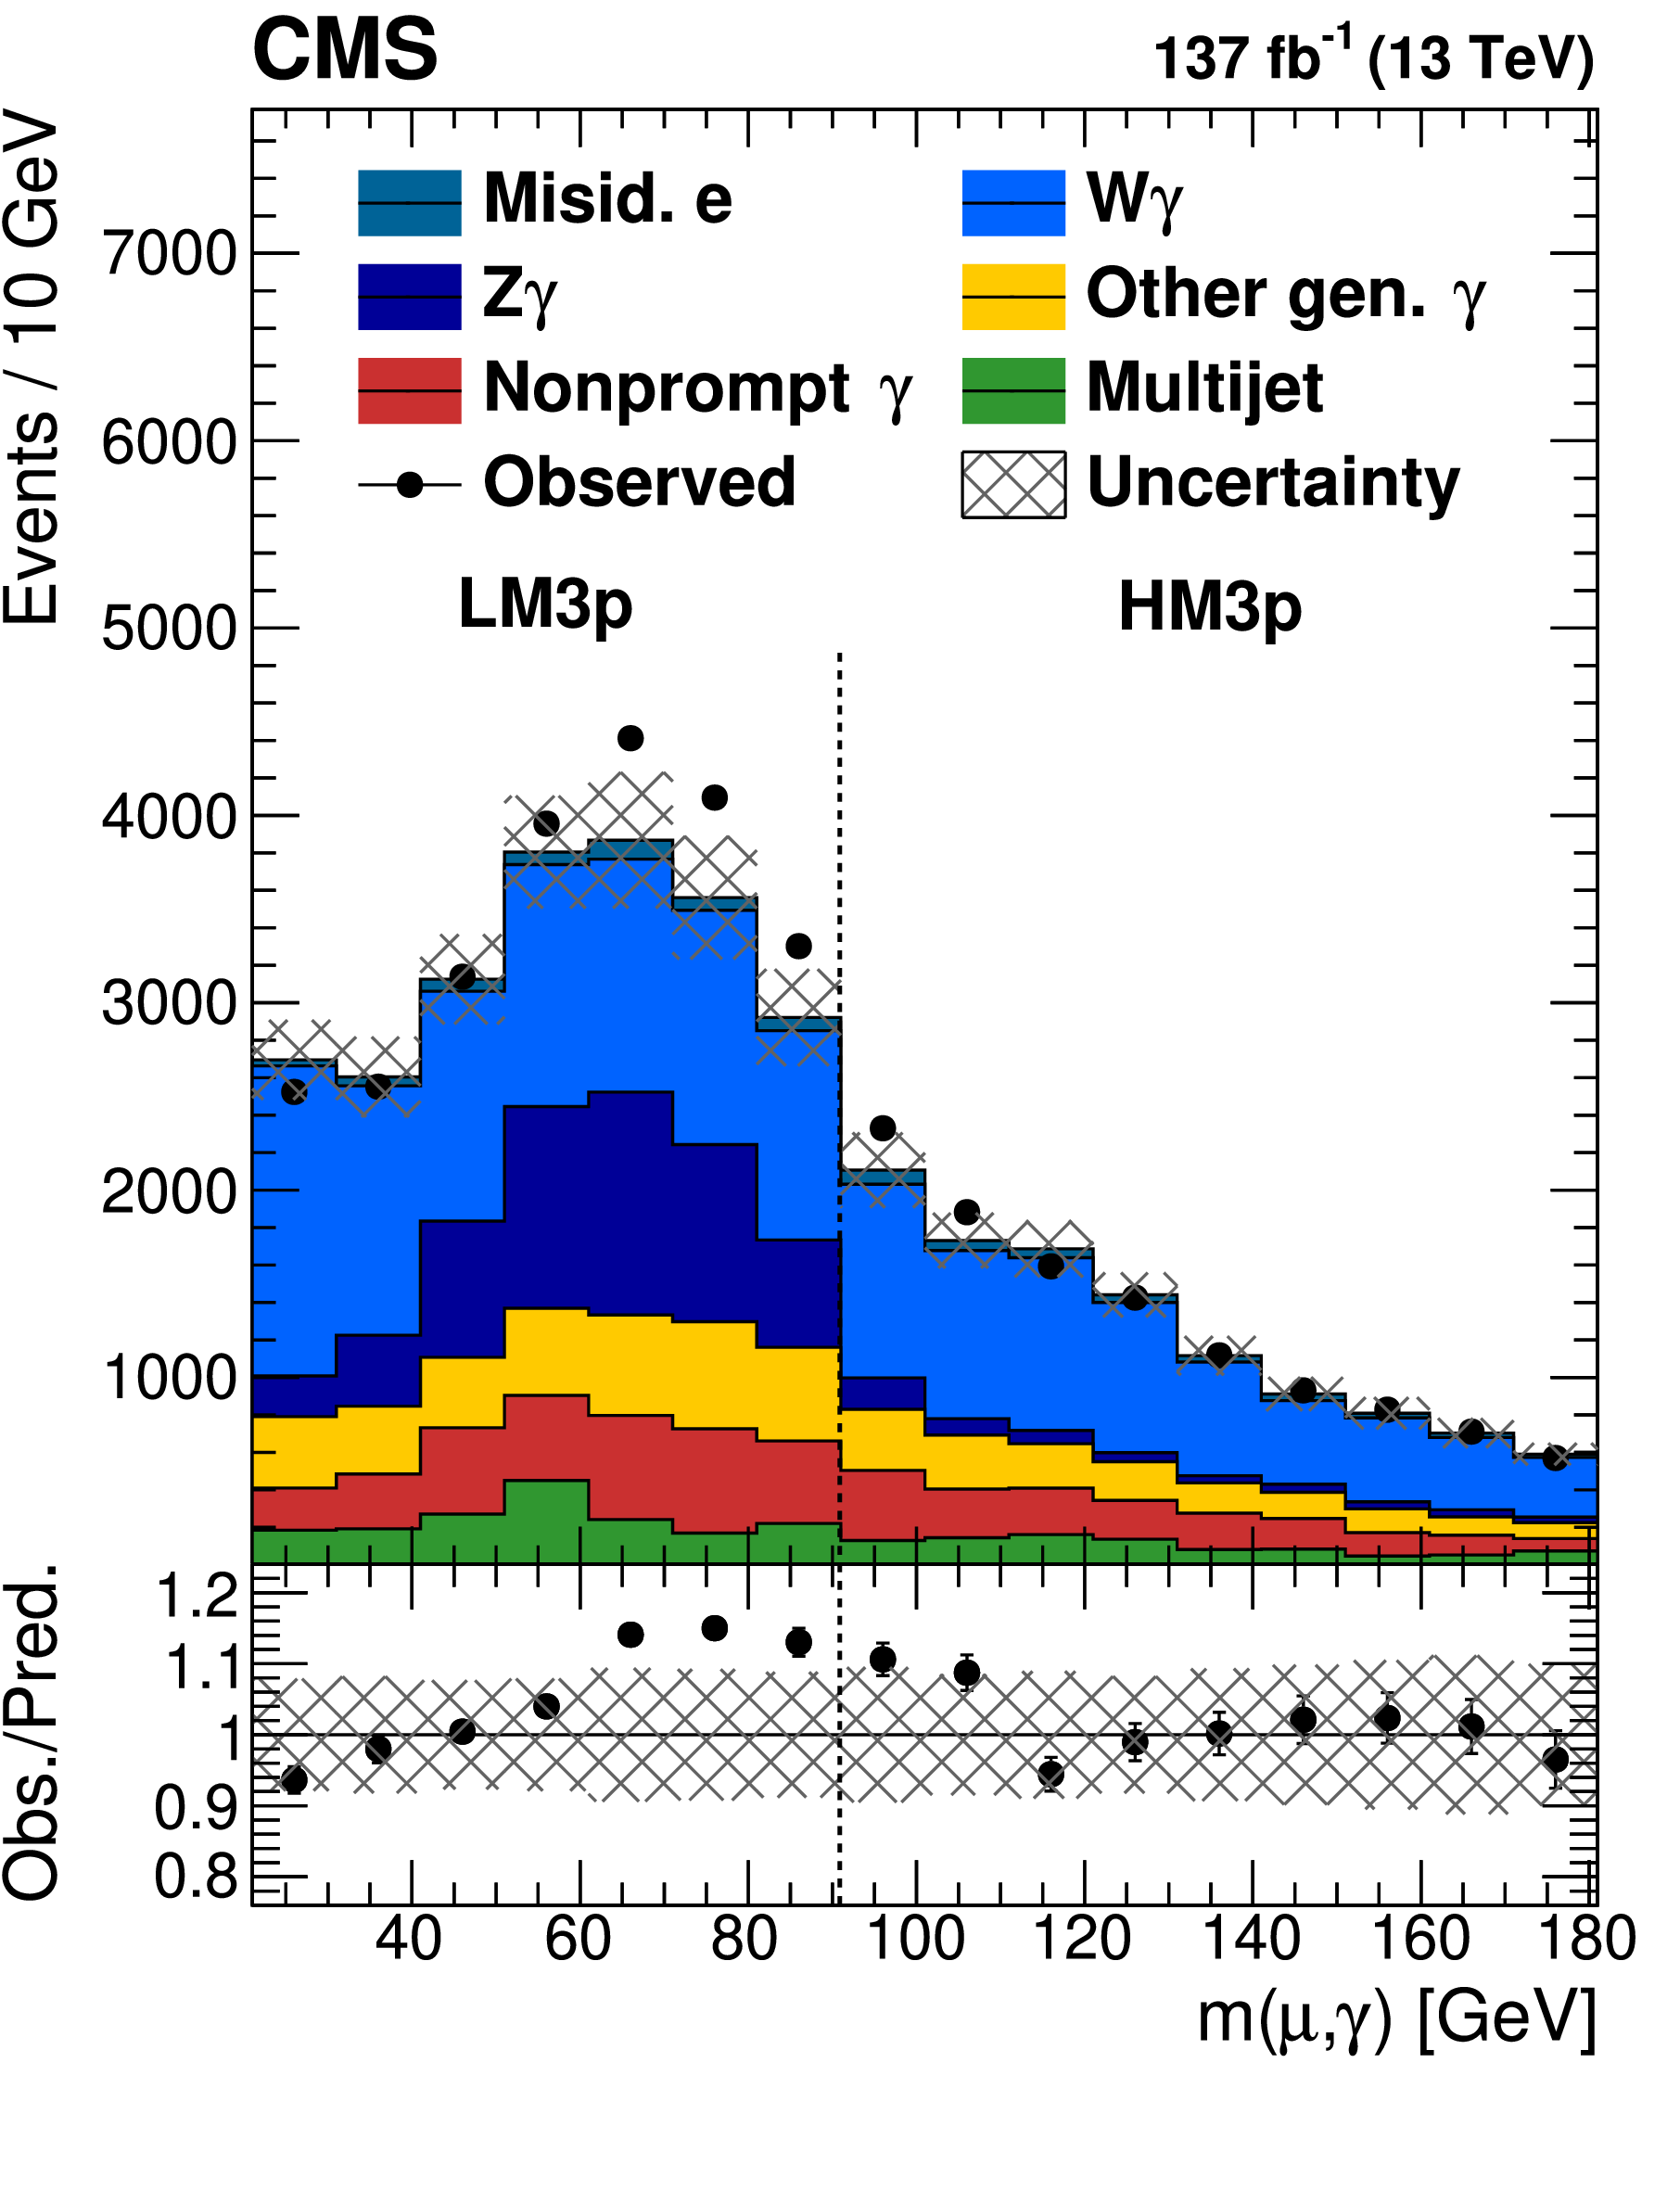 CMS
137 fb⁻¹ (13 TeV)
Events / 10 GeV
Misid. e
Wγ
Zγ
Other gen. γ
Nonprompt γ
Multijet
Observed
Uncertainty
LM3p
HM3p
7000
6000
5000
4000
3000
2000
1000
Obs./Pred.
1.2
1.1
1
0.9
0.8
40 60 80 100 120 140 160 180
m(μ,γ) [GeV]